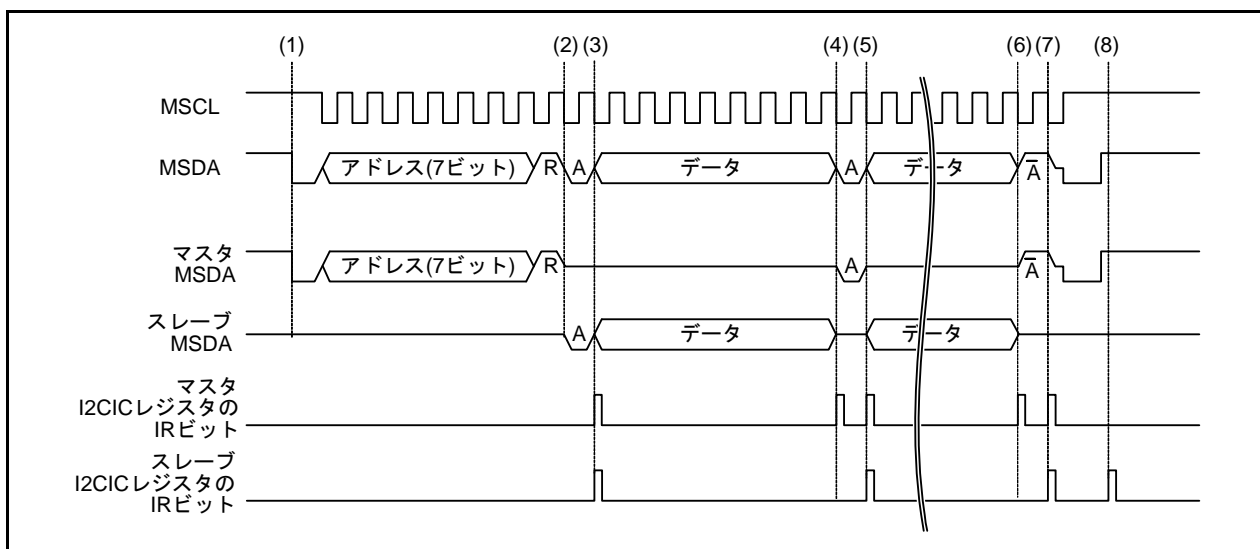 (1) (2) (3) (4) (5) (6) (7) (8)
MSCL
MSDA アドレス(7ビット) R A データ A データ A̅
マスタ
MSDA アドレス(7ビット) R A A̅
スレーブ
MSDA A データ データ
マスタ
I2CICレジスタの
IRビット
スレーブ
I2CICレジスタの
IRビット